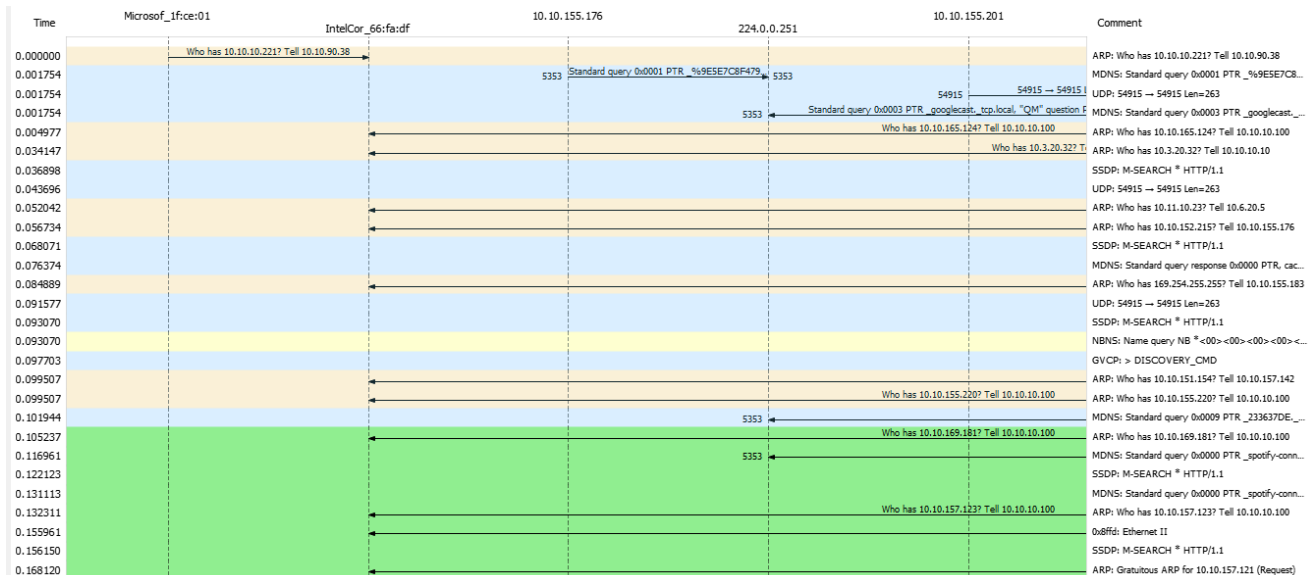 Time Microsof_1f:ce:01 IntelCor_66:fa:df 10.10.155.176 224.0.0.251 10.10.155.201 Comment
0.000000 Who has 10.10.10.221? Tell 10.10.90.38 ARP: Who has 10.10.10.221? Tell 10.10.90.38
0.001754 5353 Standard query 0x0001 PTR _%9E5E7C8F479... 5353 MDNS: Standard query 0x0001 PTR _%9E5E7C8...
0.001754 54915 54915 → 54915 L UDP: 54915 → 54915 Len=263
0.001754 5353 Standard query 0x0003 PTR _googlecast._tcp.local, "QM" question P MDNS: Standard query 0x0003 PTR _googlecast._...
0.004977 Who has 10.10.165.124? Tell 10.10.10.100 ARP: Who has 10.10.165.124? Tell 10.10.10.100
0.034147 Who has 10.3.20.32? T ARP: Who has 10.3.20.32? Tell 10.10.10.10
0.036898 SSDP: M-SEARCH * HTTP/1.1
0.043696 UDP: 54915 → 54915 Len=263
0.052042 ARP: Who has 10.11.10.23? Tell 10.6.20.5
0.056734 ARP: Who has 10.10.152.215? Tell 10.10.155.176
0.068071 SSDP: M-SEARCH * HTTP/1.1
0.076374 MDNS: Standard query response 0x0000 PTR, cac...
0.084889 ARP: Who has 169.254.255.255? Tell 10.10.155.183
0.091577 UDP: 54915 → 54915 Len=263
0.093070 SSDP: M-SEARCH * HTTP/1.1
0.093070 NBNS: Name query NB *<00><00><00><00><...
0.097703 GVCP: > DISCOVERY_CMD
0.099507 ARP: Who has 10.10.151.154? Tell 10.10.157.142
0.099507 Who has 10.10.155.220? Tell 10.10.10.100 ARP: Who has 10.10.155.220? Tell 10.10.10.100
0.101944 5353 MDNS: Standard query 0x0009 PTR _233637DE._...
0.105237 Who has 10.10.169.181? Tell 10.10.10.100 ARP: Who has 10.10.169.181? Tell 10.10.10.100
0.116961 5353 MDNS: Standard query 0x0000 PTR _spotify-conn...
0.122123 SSDP: M-SEARCH * HTTP/1.1
0.131113 MDNS: Standard query 0x0000 PTR _spotify-conn...
0.132311 Who has 10.10.157.123? Tell 10.10.10.100 ARP: Who has 10.10.157.123? Tell 10.10.10.100
0.155961 0x8ffd: Ethernet II
0.156150 SSDP: M-SEARCH * HTTP/1.1
0.168120 ARP: Gratuitous ARP for 10.10.157.121 (Request)